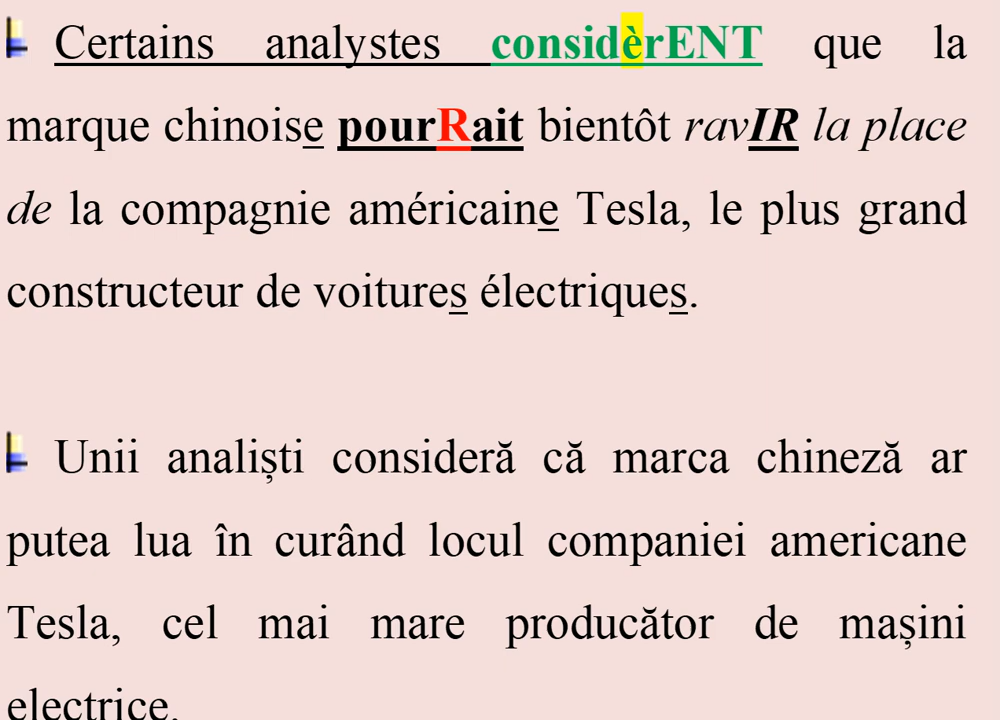 Certains analystes considèrENT que la
marque chinoise pourRait bientôt ravIR la place
de la compagnie américaine Tesla, le plus grand
constructeur de voitures électriques.
Unii analiști consideră că marca chineză ar
putea lua în curând locul companiei americane
Tesla, cel mai mare producător de mașini
electrice.